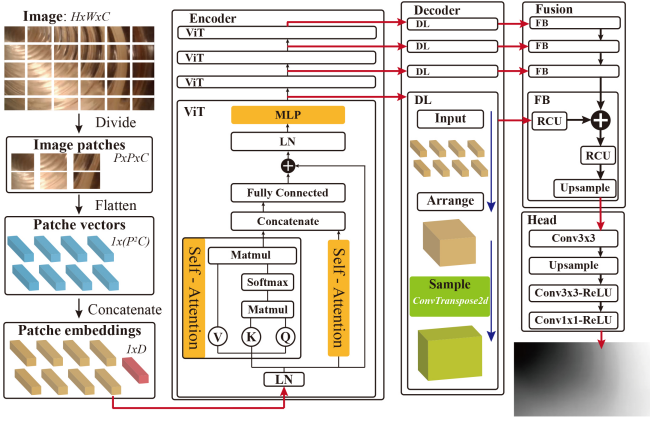 Image: HxWxC
Divide
Image patches
PxPxC
Flatten
Patche vectors
1x(P²C)
Concatenate
Patche embeddings
1xD
Encoder
ViT
ViT
ViT
ViT
MLP
LN
Fully Connected
Concatenate
Self - Attention
Matmul
Softmax
Matmul
V
K
Q
Self - Attention
LN
Decoder
DL
DL
DL
DL
Input
Arrange
Sample
ConvTranspose2d
Fusion
FB
FB
FB
FB
RCU
RCU
Upsample
Head
Conv3x3
Upsample
Conv3x3-ReLU
Conv1x1-ReLU